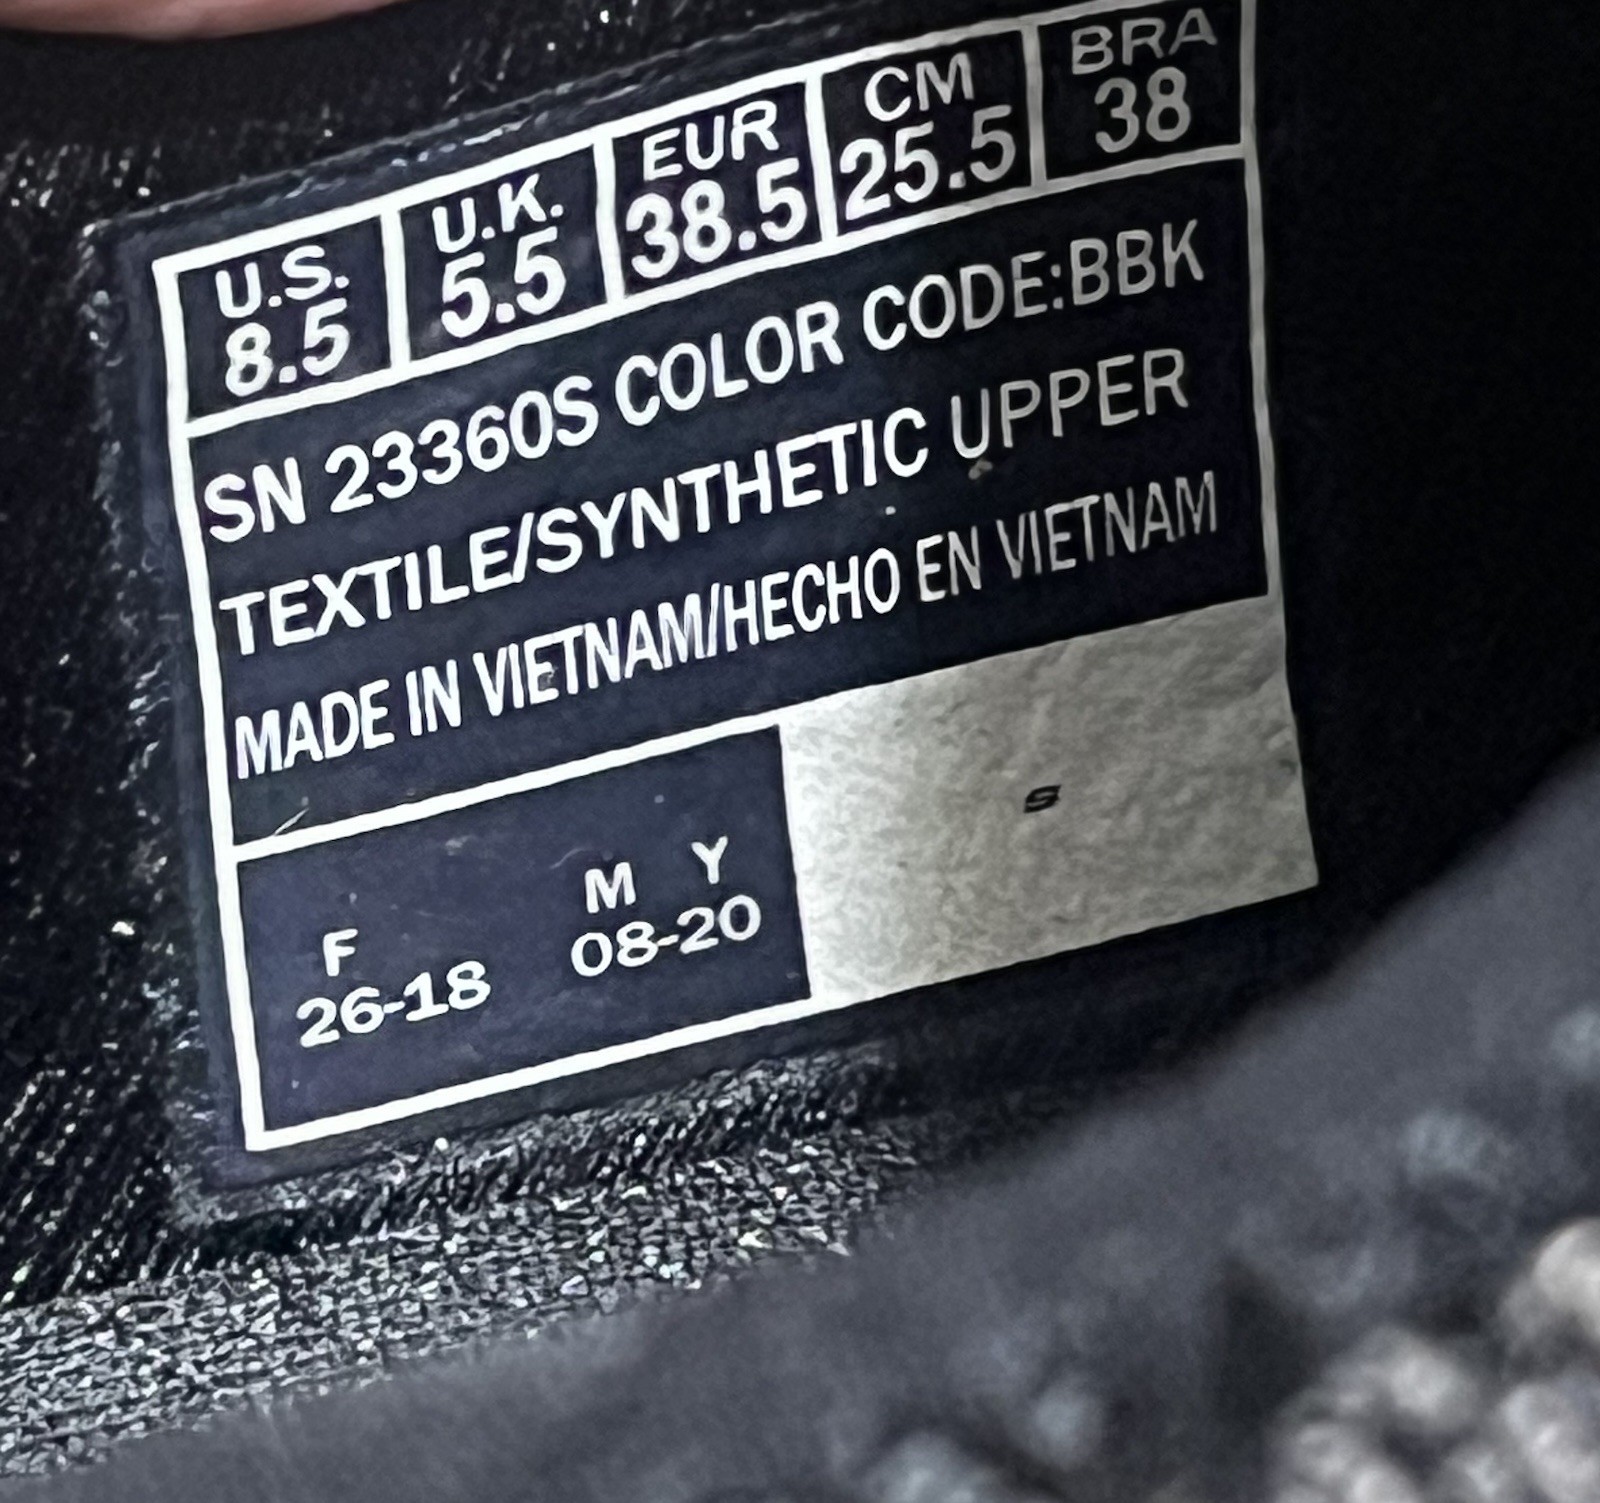 U.S. U.K. EUR CM BRA
8.5 5.5 38.5 25.5 38
SN 23360S COLOR CODE:BBK
TEXTILE/SYNTHETIC UPPER
MADE IN VIETNAM/HECHO EN VIETNAM
F M Y
26-18 08-20
S